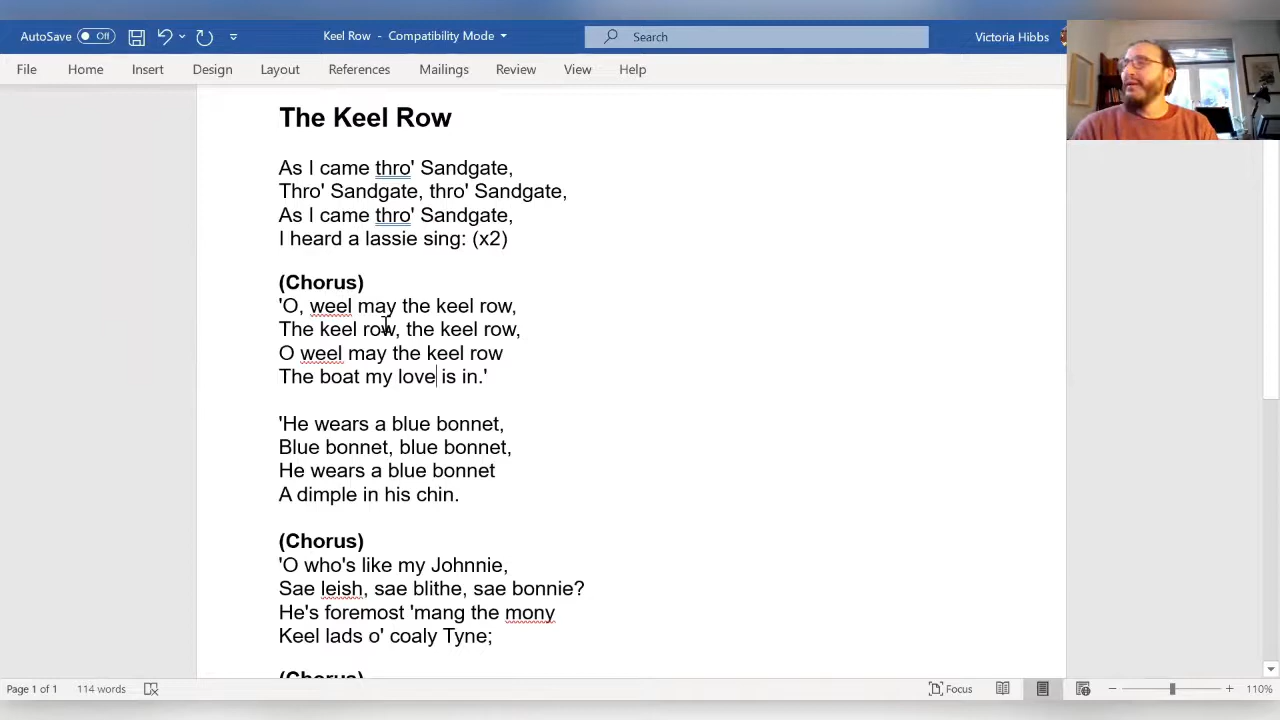 AutoSave Off Keel Row - Compatibility Mode Search Victoria Hibbs
File Home Insert Design Layout References Mailings Review View Help
The Keel Row
As I came thro' Sandgate,
Thro' Sandgate, thro' Sandgate,
As I came thro' Sandgate,
I heard a lassie sing: (x2)
(Chorus)
'O, weel may the keel row,
The keel row, the keel row,
O weel may the keel row
The boat my love is in.'
'He wears a blue bonnet,
Blue bonnet, blue bonnet,
He wears a blue bonnet
A dimple in his chin.
(Chorus)
'O who's like my Johnnie,
Sae leish, sae blithe, sae bonnie?
He's foremost 'mang the mony
Keel lads o' coaly Tyne;
(Chorus)
Page 1 of 1 114 words Focus 110%